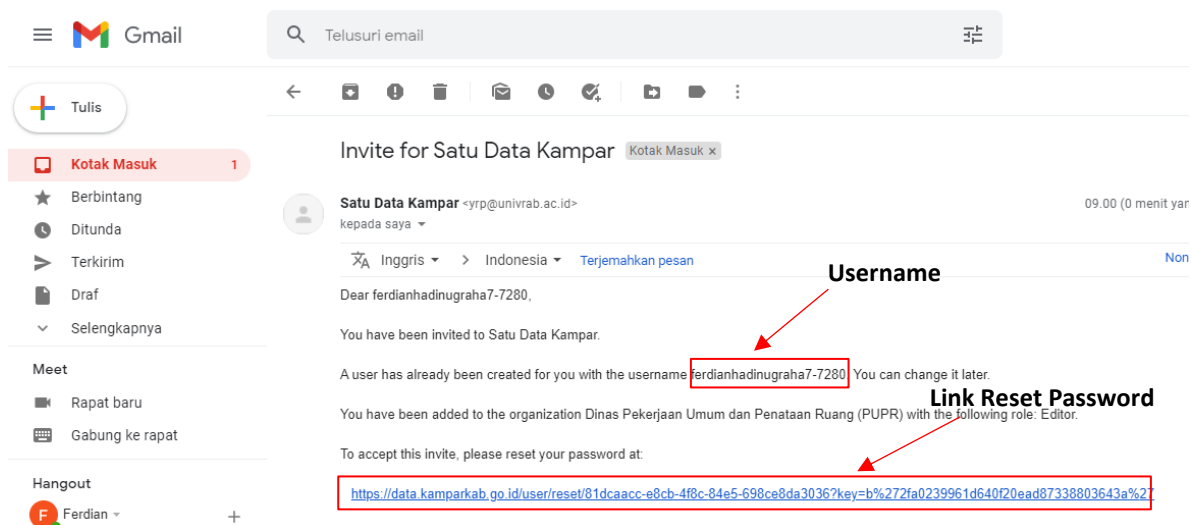 Gmail
Telusuri email
Tulis
Invite for Satu Data Kampar Kotak Masuk x
Kotak Masuk 1
Satu Data Kampar <yrp@univrab.ac.id> 09.00 (0 menit yan
Berbintang
kepada saya
Ditunda
Terkirim
Inggris > Indonesia Terjemahkan pesan Non
Username
Draf
Dear ferdianhadinugraha7-7280,
Selengkapnya
You have been invited to Satu Data Kampar.
Meet
A user has already been created for you with the username ferdianhadinugraha7-7280. You can change it later.
Link Reset Password
Rapat baru
You have been added to the organization Dinas Pekerjaan Umum dan Penataan Ruang (PUPR) with the following role: Editor.
Gabung ke rapat
To accept this invite, please reset your password at:
Hangout
https://data.kamparkab.go.id/user/reset/81dcaacc-e8cb-4f8c-84e5-698ce8da3036?key=b%272fa0239961d640f20ead87338803643a%27
F Ferdian +